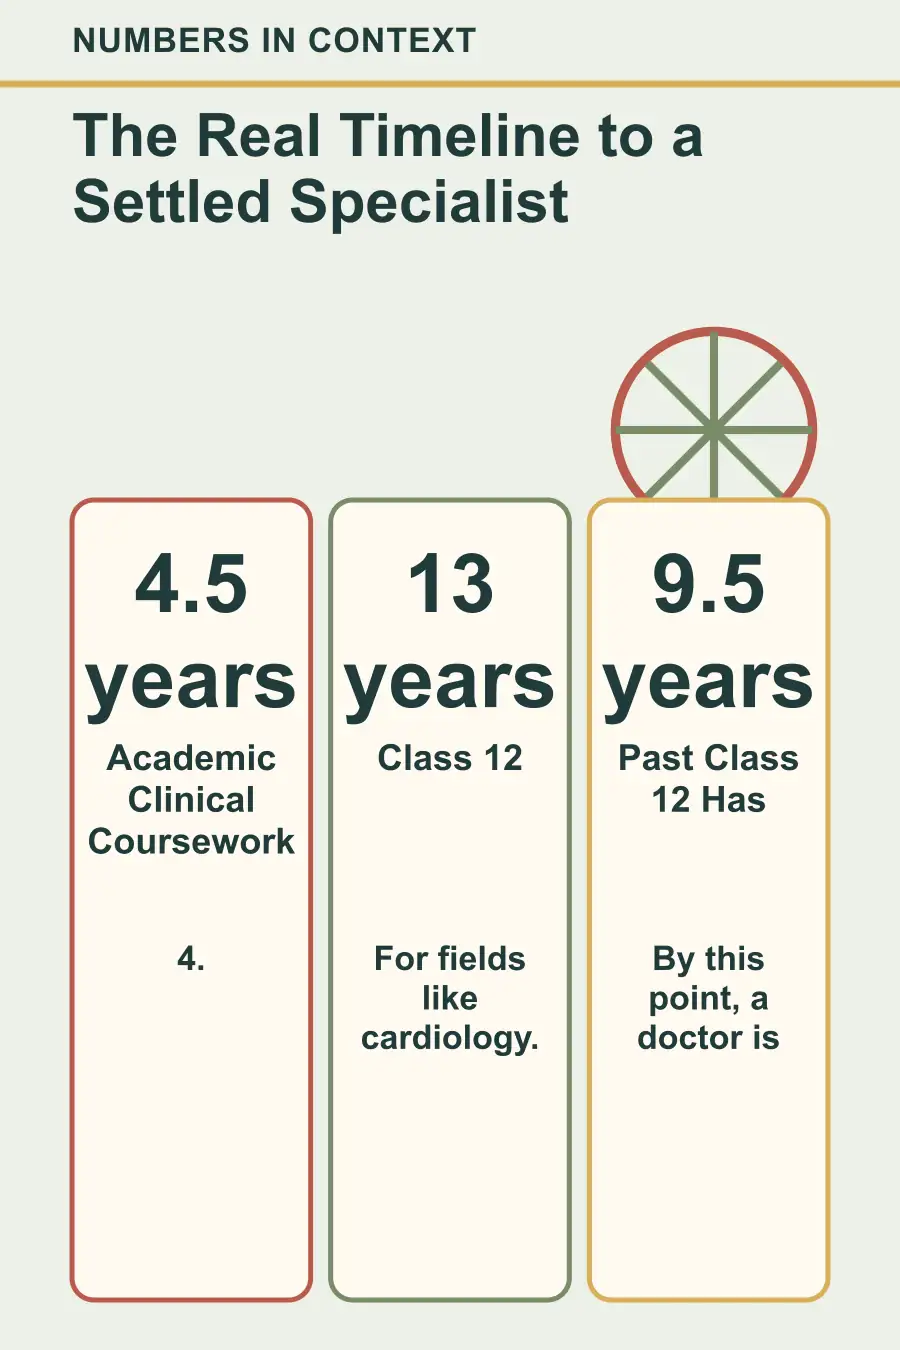 NUMBERS IN CONTEXT
The Real Timeline to a
Settled Specialist
4.5
years
Academic
Clinical
Coursework
4.
13
years
Class 12
For fields
like
cardiology.
9.5
years
Past Class
12 Has
By this
point, a
doctor is